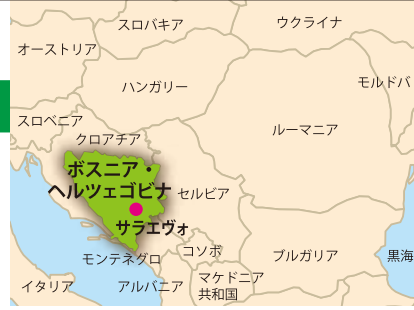 スロバキア
ウクライナ
オーストリア
ハンガリー
モルドバ
スロベニア
ルーマニア
クロアチア
ボスニア・
ヘルツェゴビナ
セルビア
サラエヴォ
コソボ
モンテネグロ
ブルガリア
黒海
マケドニア
共和国
イタリア
アルバニア